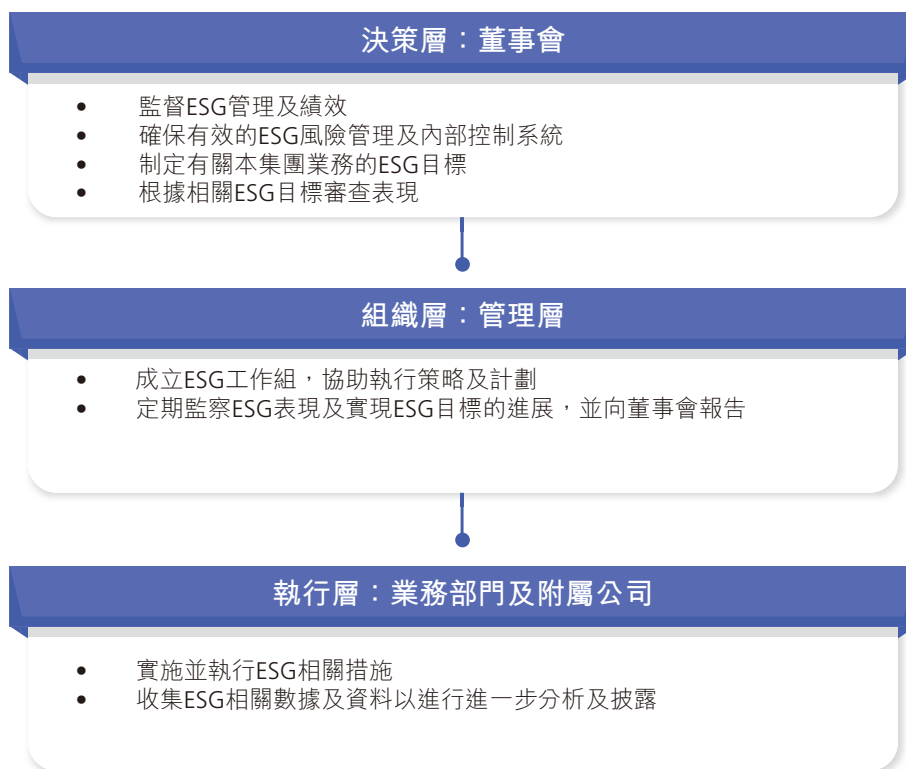 決策層：董事會
• 監督ESG管理及績效
• 確保有效的ESG風險管理及內部控制系統
• 制定有關本集團業務的ESG目標
• 根據相關ESG目標審查表現
組織層：管理層
• 成立ESG工作組，協助執行策略及計劃
• 定期監察ESG表現及實現ESG目標的進展，並向董事會報告
執行層：業務部門及附屬公司
• 實施並執行ESG相關措施
• 收集ESG相關數據及資料以進行進一步分析及披露